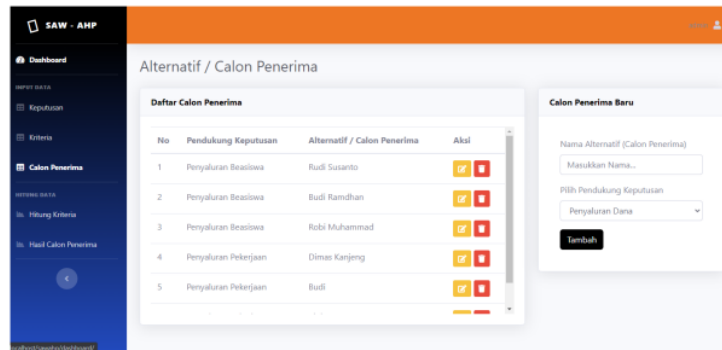 SAW - AHP
Dashboard
INPUT DATA
Keputusan
Kriteria
Calon Penerima
HITUNG DATA
Hitung Kriteria
Hasil Calon Penerima
Alternatif / Calon Penerima
Daftar Calon Penerima
No Pendukung Keputusan Alternatif / Calon Penerima Aksi
1 Penyaluran Beasiswa Rudi Susanto
2 Penyaluran Beasiswa Budi Ramdhan
3 Penyaluran Beasiswa Robi Muhammad
4 Penyaluran Pekerjaan Dimas Kanjeng
5 Penyaluran Pekerjaan Budi
Calon Penerima Baru
Nama Alternatif (Calon Penerima)
Masukkan Nama...
Pilih Pendukung Keputusan
Penyaluran Dana
Tambah